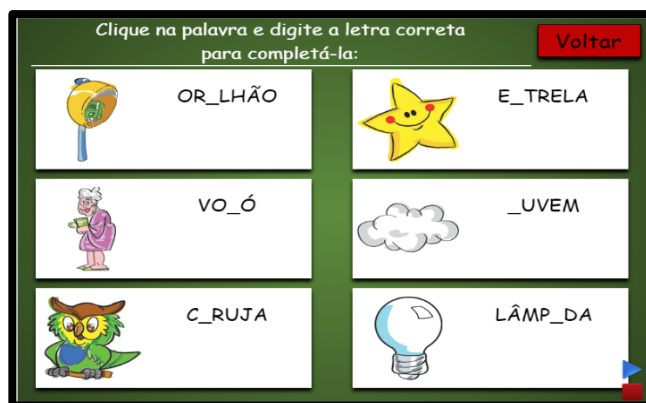 Clique na palavra e digite a letra correta
para completá-la:
Voltar
OR_LHÃO
E_TRELA
VO_Ó
_UVEM
C_RUJA
LÂMP_DA